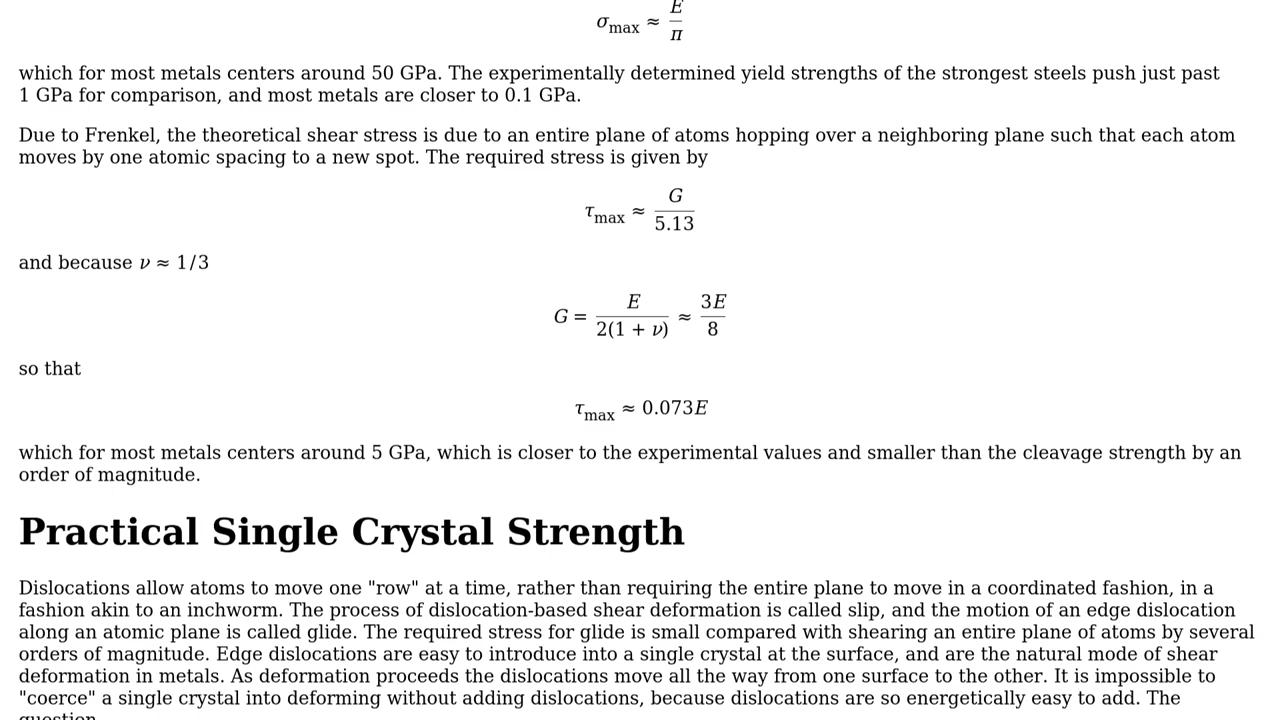 σmax ≈ E/π
which for most metals centers around 50 GPa. The experimentally determined yield strengths of the strongest steels push just past
1 GPa for comparison, and most metals are closer to 0.1 GPa.
Due to Frenkel, the theoretical shear stress is due to an entire plane of atoms hopping over a neighboring plane such that each atom
moves by one atomic spacing to a new spot. The required stress is given by
τmax ≈ G/5.13
and because ν ≈ 1/3
G = E/2(1 + ν) ≈ 3E/8
so that
τmax ≈ 0.073E
which for most metals centers around 5 GPa, which is closer to the experimental values and smaller than the cleavage strength by an
order of magnitude.
Practical Single Crystal Strength
Dislocations allow atoms to move one "row" at a time, rather than requiring the entire plane to move in a coordinated fashion, in a
fashion akin to an inchworm. The process of dislocation-based shear deformation is called slip, and the motion of an edge dislocation
along an atomic plane is called glide. The required stress for glide is small compared with shearing an entire plane of atoms by several
orders of magnitude. Edge dislocations are easy to introduce into a single crystal at the surface, and are the natural mode of shear
deformation in metals. As deformation proceeds the dislocations move all the way from one surface to the other. It is impossible to
"coerce" a single crystal into deforming without adding dislocations, because dislocations are so energetically easy to add. The
question